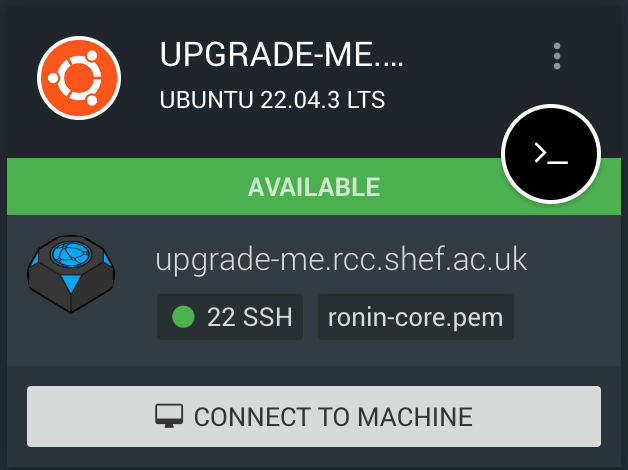 UPGRADE-ME....
UBUNTU 22.04.3 LTS
>_
AVAILABLE
upgrade-me.rcc.shef.ac.uk
22 SSH ronin-core.pem
CONNECT TO MACHINE